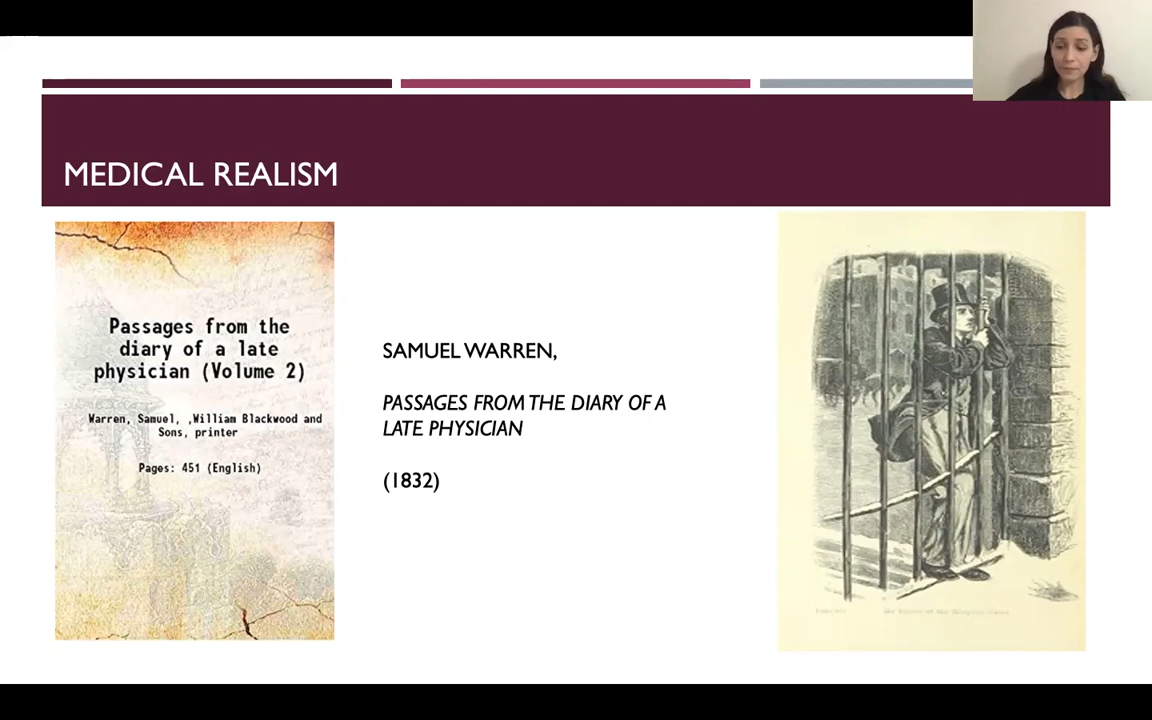 MEDICAL REALISM
Passages from the
diary of a late
physician (Volume 2)
Warren, Samuel, ,William Blackwood and
Sons, printer
Pages: 451 (English)
SAMUEL WARREN,
PASSAGES FROM THE DIARY OF A
LATE PHYSICIAN
(1832)